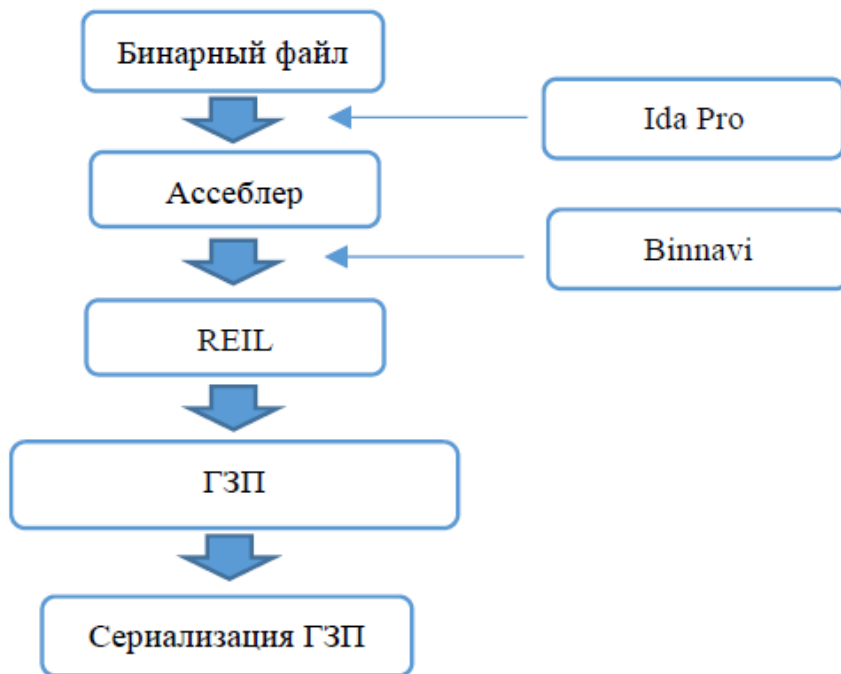 Бинарный файл
Ida Pro
Ассеблер
Binnavi
REIL
ГЗП
Сериализация ГЗП